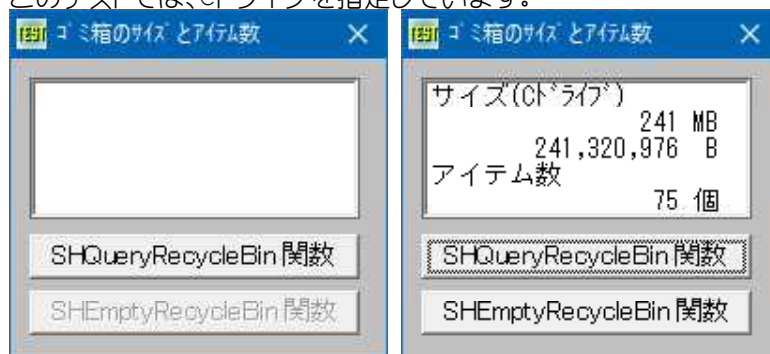 このテストでは、Cドライブを指定しています。
TEST ゴミ箱のサイズとアイテム数
SHQueryRecycleBin 関数
SHEmptyRecycleBin 関数
TEST ゴミ箱のサイズとアイテム数
サイズ(Cドライブ)
241 MB
241,320,976 B
アイテム数
75 個
SHQueryRecycleBin 関数
SHEmptyRecycleBin 関数